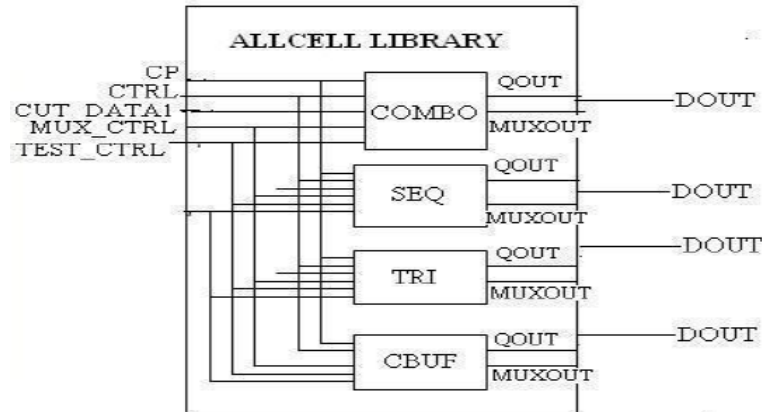 ALLCELL LIBRARY
CP
CTRL
CUT_DATA1
MUX_CTRL
TEST_CTRL
COMBO
QOUT
MUXOUT
DOUT
SEQ
QOUT
MUXOUT
DOUT
TRI
QOUT
MUXOUT
DOUT
CBUF
QOUT
MUXOUT
DOUT